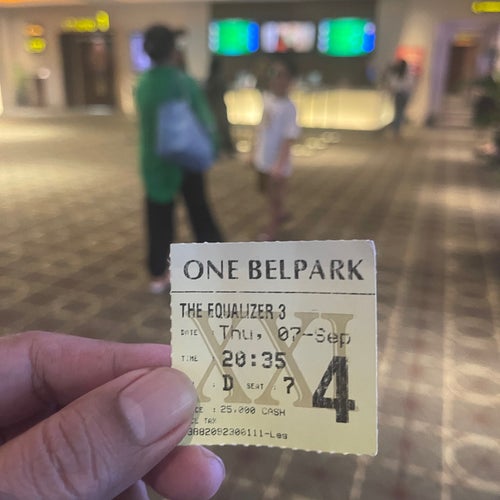 ONE BELPARK
THE EQUALIZER 3
DATE : Thu, 07-Sep
TIME : 20:35
: D SEAT : 7
4
XXI
: 25,000 CASH
TAX